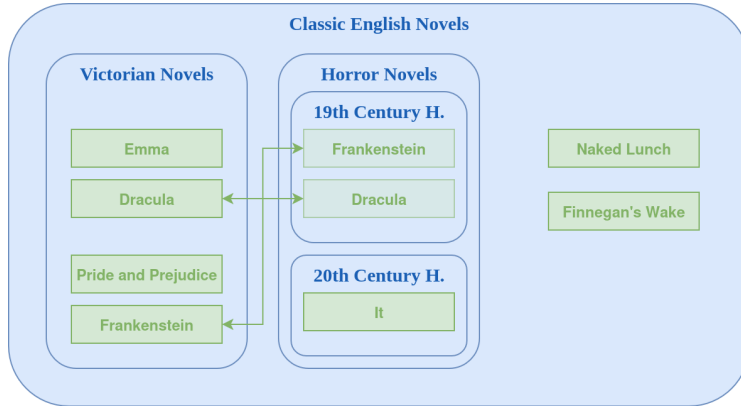 Classic English Novels
Victorian Novels
Emma
Dracula
Pride and Prejudice
Frankenstein
Horror Novels
19th Century H.
Frankenstein
Dracula
20th Century H.
It
Naked Lunch
Finnegan's Wake